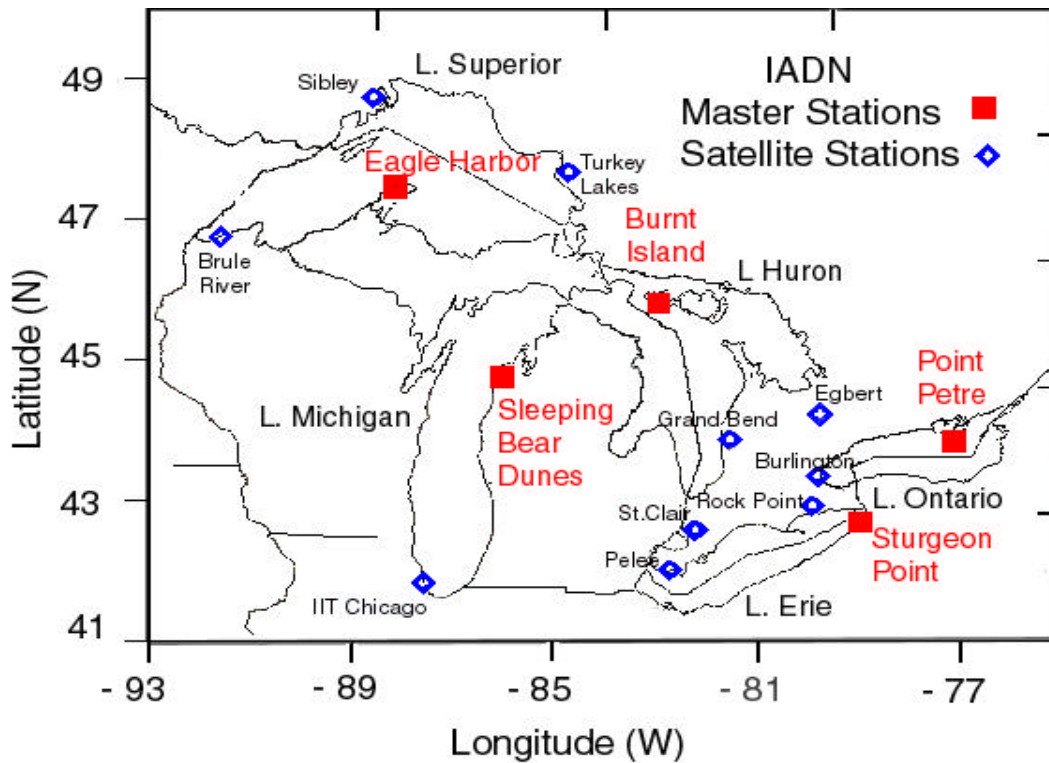 49
47
45
43
41
Latitude (N)
- 93
- 89
- 85
- 81
- 77
Longitude (W)
IADN
Master Stations
Satellite Stations
Sibley
L. Superior
Eagle Harbor
Turkey
Lakes
Brule
River
Burnt
Island
L Huron
L. Michigan
Sleeping
Bear
Dunes
Point
Petre
Egbert
Grand Bend
Burlington
Rock Point
L. Ontario
St.Clair
Sturgeon
Point
Pelee
IIT Chicago
L. Erie